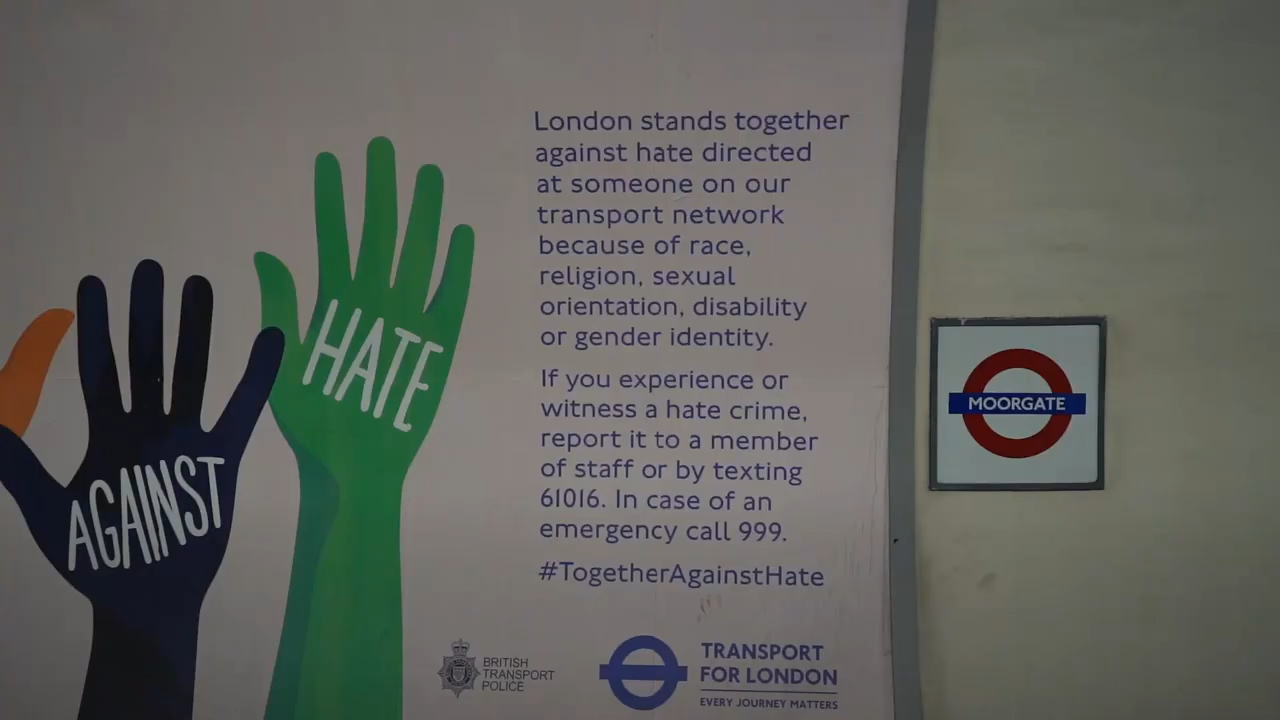 AGAINST
HATE
London stands together
against hate directed
at someone on our
transport network
because of race,
religion, sexual
orientation, disability
or gender identity.
If you experience or
witness a hate crime,
report it to a member
of staff or by texting
61016. In case of an
emergency call 999.
#TogetherAgainstHate
BRITISH
TRANSPORT
POLICE
TRANSPORT
FOR LONDON
EVERY JOURNEY MATTERS
MOORGATE